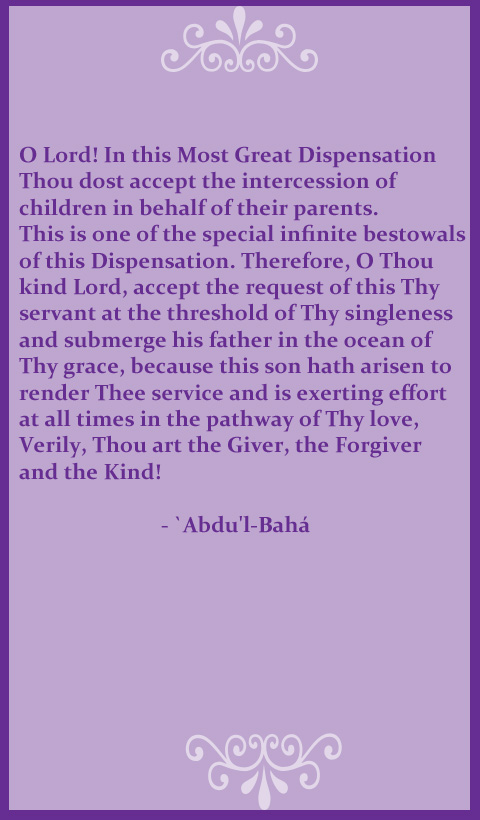 O Lord! In this Most Great Dispensation
Thou dost accept the intercession of
children in behalf of their parents.
This is one of the special infinite bestowals
of this Dispensation. Therefore, O Thou
kind Lord, accept the request of this Thy
servant at the threshold of Thy singleness
and submerge his father in the ocean of
Thy grace, because this son hath arisen to
render Thee service and is exerting effort
at all times in the pathway of Thy love,
Verily, Thou art the Giver, the Forgiver
and the Kind!
- `Abdu'l-Bahá